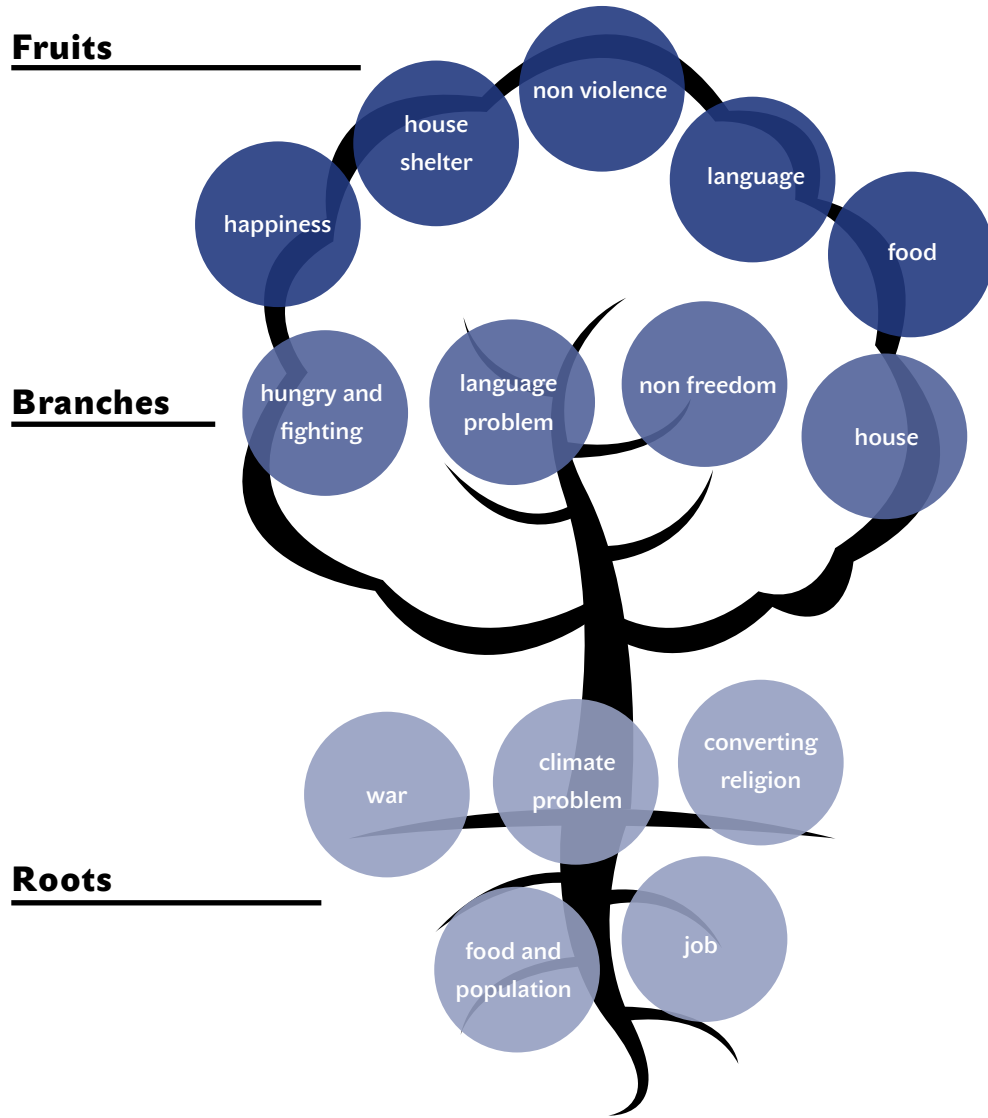 Fruits
non violence
house
shelter
language
happiness
food
Branches
hungry and
fighting
language
problem
non freedom
house
war
climate
problem
converting
religion
Roots
food and
population
job